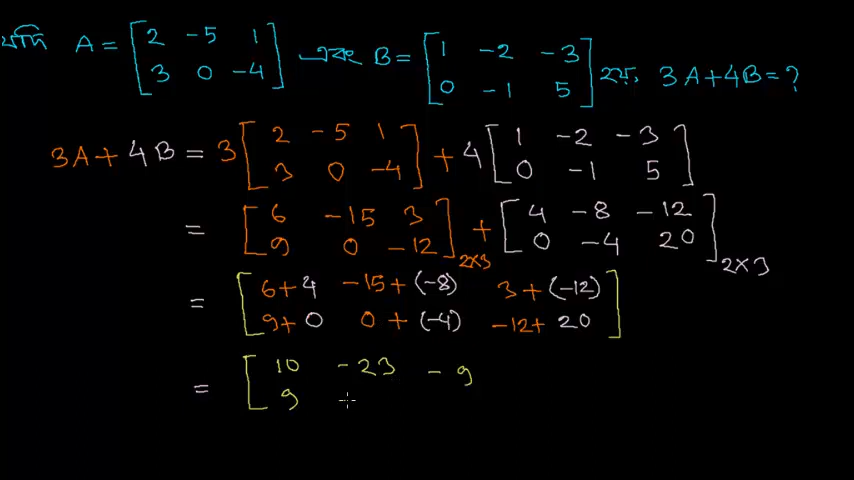 যদি A = [ 2 -5 1 এবং B = [ 1 -2 -3
3 0 -4 ] 0 -1 5 ] হয়, 3A+4B=?
3A+4B = 3 [ 2 -5 1 + 4 [ 1 -2 -3
3 0 -4 ] 0 -1 5 ]
= [ 6 -15 3 + [ 4 -8 -12
9 0 -12 ] 2×3 0 -4 20 ] 2×3
= [ 6+4 -15+(-8) 3+(-12)
9+0 0+(-4) -12+20 ]
= [ 10 -23 -9
9